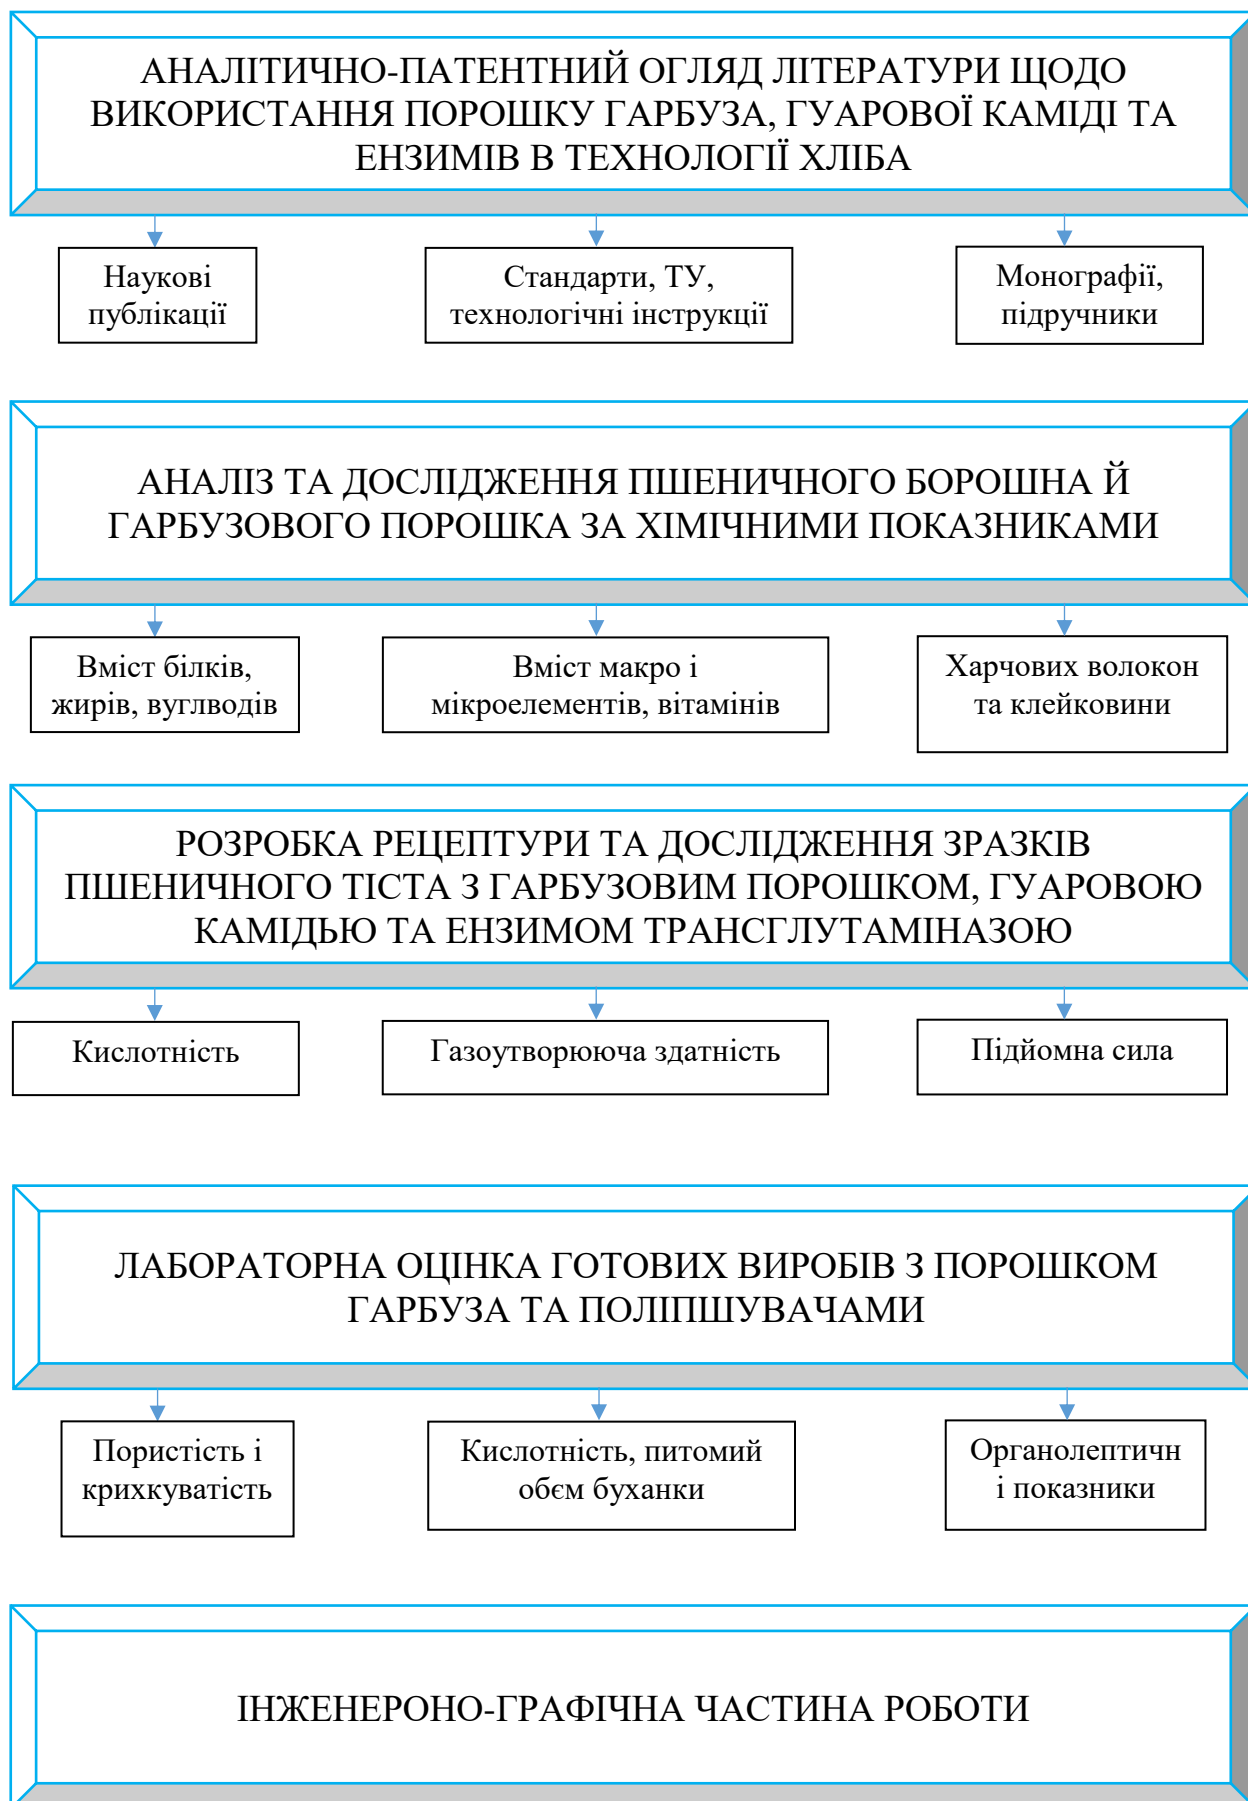 АНАЛІТИЧНО-ПАТЕНТНИЙ ОГЛЯД ЛІТЕРАТУРИ ЩОДО
ВИКОРИСТАННЯ ПОРОШКУ ГАРБУЗА, ГУАРОВОЇ КАМІДІ ТА
ЕНЗИМІВ В ТЕХНОЛОГІЇ ХЛІБА
Наукові
публікації
Стандарти, ТУ,
технологічні інструкції
Монографії,
підручники
АНАЛІЗ ТА ДОСЛІДЖЕННЯ ПШЕНИЧНОГО БОРОШНА Й
ГАРБУЗОВОГО ПОРОШКА ЗА ХІМІЧНИМИ ПОКАЗНИКАМИ
Вміст білків,
жирів, вуглводів
Вміст макро і
мікроелементів, вітамінів
Харчових волокон
та клейковини
РОЗРОБКА РЕЦЕПТУРИ ТА ДОСЛІДЖЕННЯ ЗРАЗКІВ
ПШЕНИЧНОГО ТІСТА З ГАРБУЗОВИМ ПОРОШКОМ, ГУАРОВОЮ
КАМІДЬЮ ТА ЕНЗИМОМ ТРАНСГЛУТАМІНАЗОЮ
Кислотність
Газоутворююча здатність
Підйомна сила
ЛАБОРАТОРНА ОЦІНКА ГОТОВИХ ВИРОБІВ З ПОРОШКОМ
ГАРБУЗА ТА ПОЛІПШУВАЧАМИ
Пористість і
крихкуватість
Кислотність, питомий
обєм буханки
Органолептичн
і показники
ІНЖЕНЕРОНО-ГРАФІЧНА ЧАСТИНА РОБОТИ